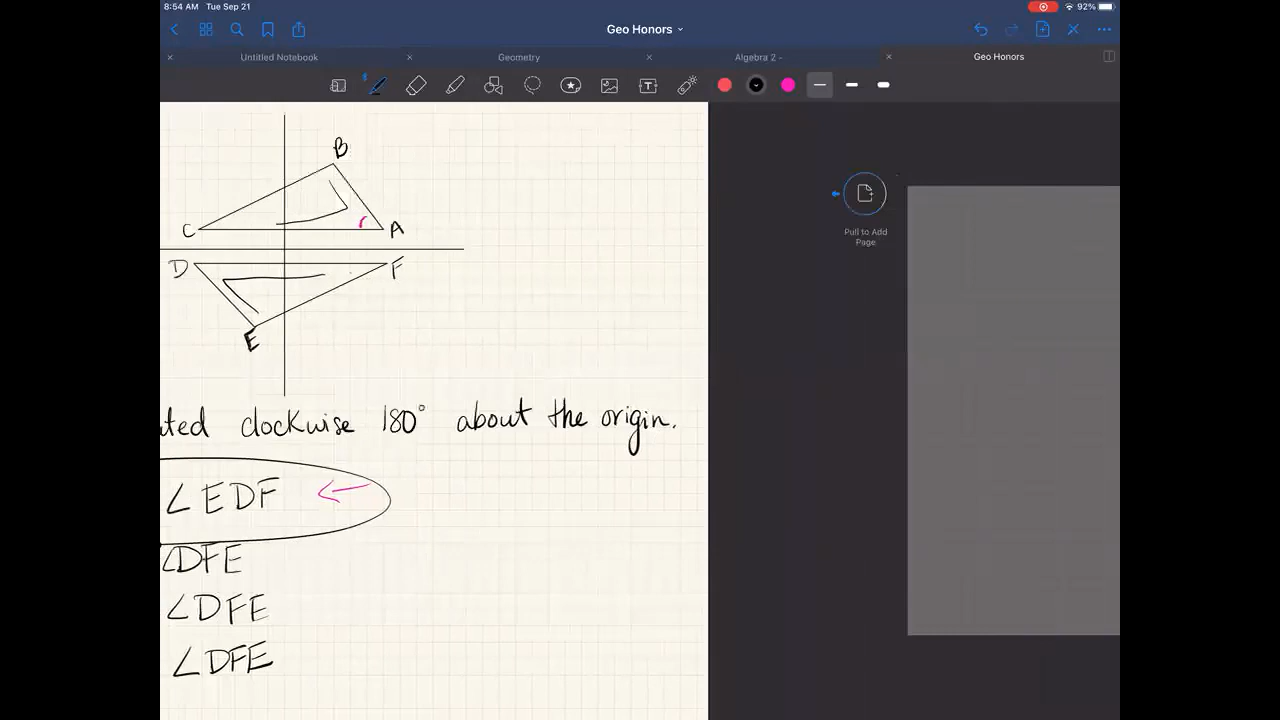 8:54 AM Tue Sep 21
92%
Geo Honors
Untitled Notebook
Geometry
Algebra 2 -
Geo Honors
B
C
A
D
F
E
Pull to Add
Page
ated clockwise 180° about the origin.
∠EDF
∠DFE
∠DFE
∠DFE